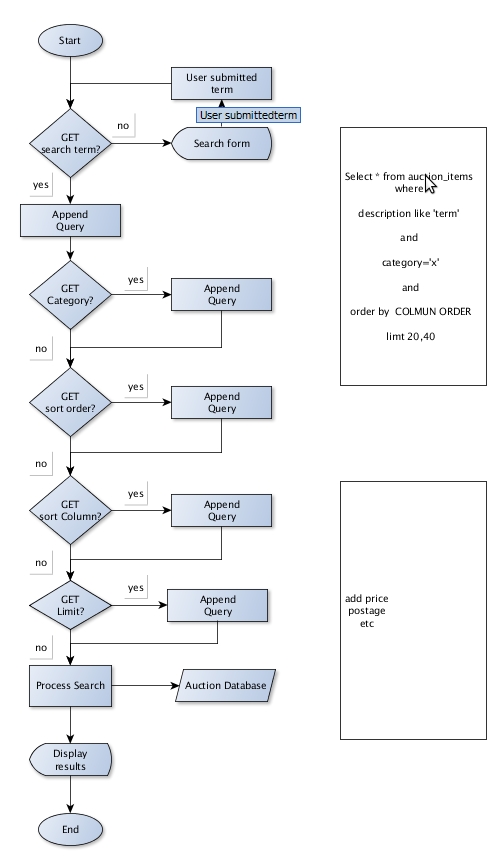 Start
User submitted
term
User submittedterm
GET
search term?
no
Search form
yes
Append
Query
GET
Category?
yes
Append
Query
no
GET
sort order?
yes
Append
Query
no
GET
sort Column?
yes
Append
Query
no
GET
Limit?
yes
Append
Query
no
Process Search
Auction Database
Display
results
End
Select * from auction_items
where
description like 'term'
and
category='x'
and
order by COLMUN ORDER
limt 20,40
add price
postage
etc